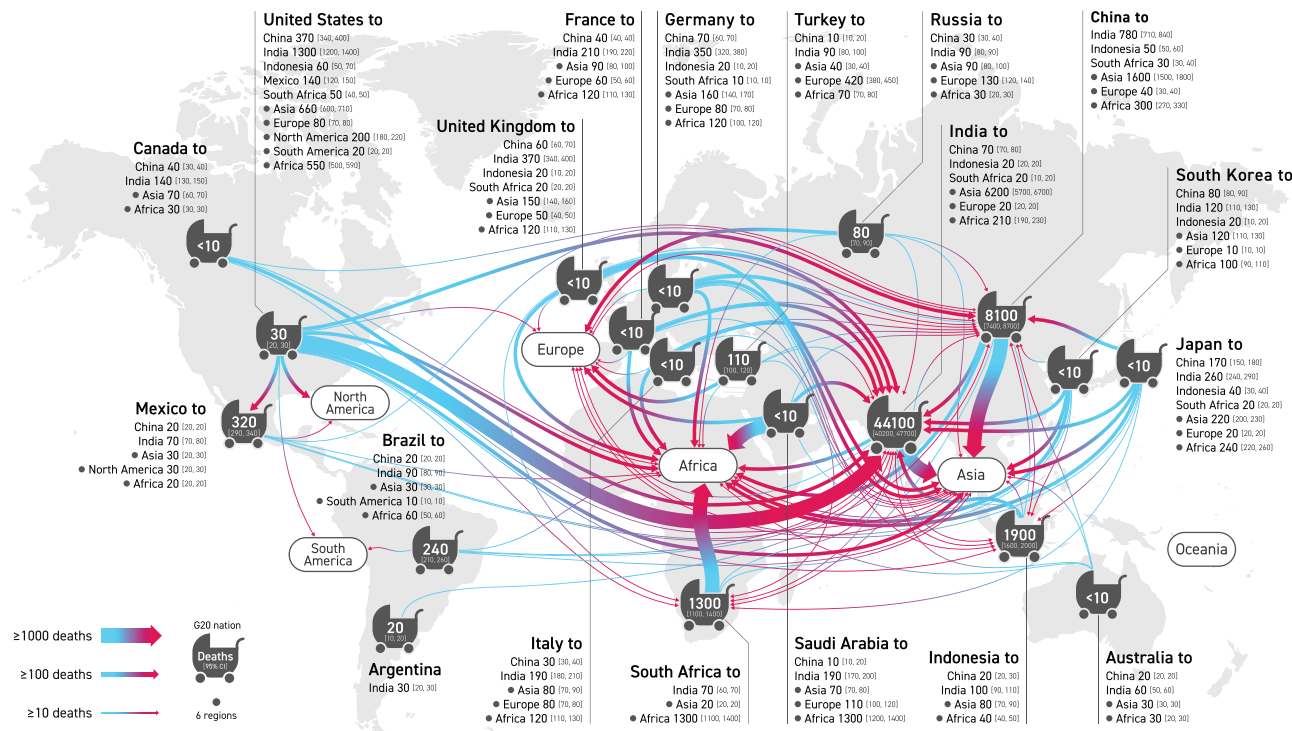 United States to
China 370 [340, 400]
India 1300 [1200, 1400]
Indonesia 60 [50, 70]
Mexico 140 [120, 150]
South Africa 50 [40, 50]
● Asia 660 [600, 710]
● Europe 80 [70, 80]
● North America 200 [180, 220]
● South America 20 [20, 20]
● Africa 550 [500, 590]
France to
China 40 [40, 40]
India 210 [190, 220]
● Asia 90 [80, 100]
● Europe 60 [50, 60]
● Africa 120 [110, 130]
Germany to
China 70 [60, 70]
India 350 [320, 380]
Indonesia 20 [10, 20]
South Africa 10 [10, 10]
● Asia 160 [140, 170]
● Europe 80 [70, 80]
● Africa 120 [100, 120]
Turkey to
China 10 [10, 20]
India 90 [80, 100]
● Asia 40 [30, 40]
● Europe 420 [380, 450]
● Africa 70 [70, 80]
Russia to
China 30 [30, 40]
India 90 [80, 90]
● Asia 90 [80, 100]
● Europe 130 [120, 140]
● Africa 30 [20, 30]
China to
India 780 [710, 840]
Indonesia 50 [50, 60]
South Africa 30 [30, 40]
● Asia 1600 [1500, 1800]
● Europe 40 [30, 40]
● Africa 300 [270, 330]
United Kingdom to
China 60 [60, 70]
India 370 [340, 400]
Indonesia 20 [10, 20]
South Africa 20 [20, 20]
● Asia 150 [140, 160]
● Europe 50 [40, 50]
● Africa 120 [110, 130]
India to
China 70 [70, 80]
Indonesia 20 [20, 20]
South Africa 20 [10, 20]
● Asia 6200 [5700, 6700]
● Europe 20 [20, 20]
● Africa 210 [190, 230]
Canada to
China 40 [30, 40]
India 140 [130, 150]
● Asia 70 [60, 70]
● Africa 30 [30, 30]
South Korea to
China 80 [80, 90]
India 120 [110, 130]
Indonesia 20 [10, 20]
● Asia 120 [110, 130]
● Europe 10 [10, 10]
● Africa 100 [90, 110]
<10
80
[70, 90]
<10
<10
30
[20, 30]
<10
8100
[7400, 8700]
Europe
<10
110
[100, 120]
<10
<10
Japan to
China 170 [150, 180]
India 260 [240, 290]
Indonesia 40 [30, 40]
South Africa 20 [20, 20]
● Asia 220 [200, 230]
● Europe 20 [20, 20]
● Africa 240 [220, 260]
North
America
Mexico to
China 20 [20, 20]
India 70 [70, 80]
● Asia 30 [20, 30]
● North America 30 [20, 30]
● Africa 20 [20, 20]
320
[290, 340]
<10
44100
[40200, 47700]
Brazil to
China 20 [20, 20]
India 90 [80, 90]
● Asia 30 [30, 30]
● South America 10 [10, 10]
● Africa 60 [50, 60]
Africa
Asia
South
America
240
[210, 260]
1900
[1600, 2000]
Oceania
1300
[1100, 1400]
<10
20
[10, 20]
≥1000 deaths
≥100 deaths
≥10 deaths
G20 nation
Deaths
[95% CI]
●
6 regions
Argentina
India 30 [20, 30]
Italy to
China 30 [30, 40]
India 190 [180, 210]
● Asia 80 [70, 90]
● Europe 80 [70, 80]
● Africa 120 [110, 130]
South Africa to
India 70 [60, 70]
● Asia 20 [20, 20]
● Africa 1300 [1100, 1400]
Saudi Arabia to
China 10 [10, 20]
India 190 [170, 200]
● Asia 70 [70, 80]
● Europe 110 [100, 120]
● Africa 1300 [1200, 1400]
Indonesia to
China 20 [20, 30]
India 100 [90, 110]
● Asia 80 [70, 90]
● Africa 40 [40, 50]
Australia to
China 20 [20, 20]
India 60 [50, 60]
● Asia 30 [30, 30]
● Africa 30 [20, 30]